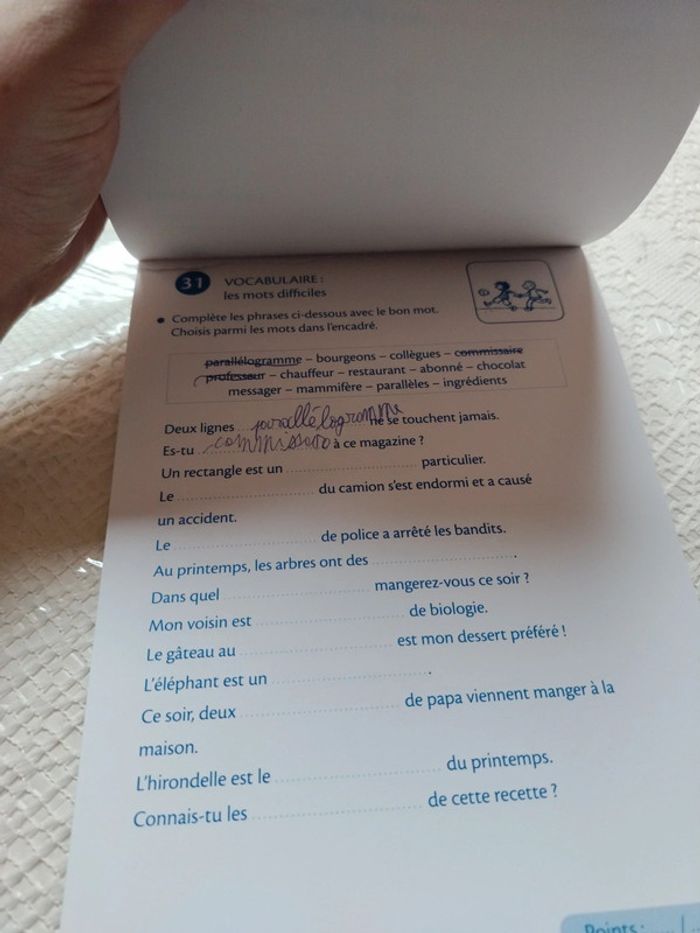 31 VOCABULAIRE :
les mots difficiles
• Complète les phrases ci-dessous avec le bon mot.
Choisis parmi les mots dans l'encadré.
parallélogramme – bourgeons – collègues – commissaire
professeur – chauffeur – restaurant – abonné – chocolat
messager – mammifère – parallèles – ingrédients
Deux lignes parallélogramme ne se touchent jamais.
Es-tu à ce magazine ?
Un rectangle est un particulier.
Le du camion s'est endormi et a causé
un accident.
Le de police a arrêté les bandits.
Au printemps, les arbres ont des .
Dans quel mangerez-vous ce soir ?
Mon voisin est de biologie.
Le gâteau au est mon dessert préféré !
L'éléphant est un .
Ce soir, deux de papa viennent manger à la
maison.
L'hirondelle est le du printemps.
Connais-tu les de cette recette ?
Points :